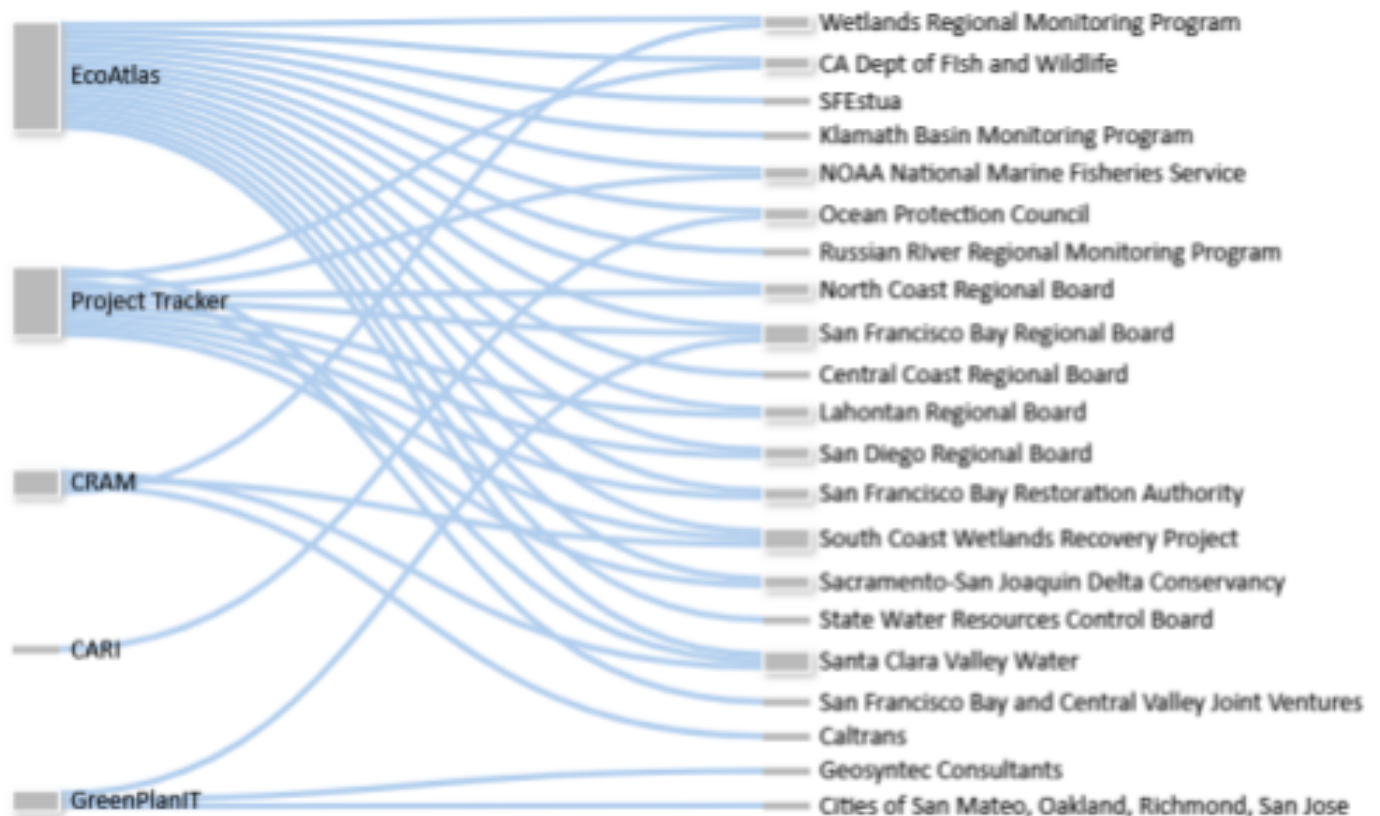 EcoAtlas
Project Tracker
CRAM
CARI
GreenPlanIT
Wetlands Regional Monitoring Program
CA Dept of FIsh and Wildlife
SFEstua
Klamath Basin Monitoring Program
NOAA National Marine Fisheries Service
Ocean Protection Council
Russian RIver Regional Monitoring Program
North Coast Regional Board
San Francisco Bay Regional Board
Central Coast Regional Board
Lahontan Regional Board
San Diego Regional Board
San Francisco Bay Restoration Authority
South Coast Wetlands Recovery Project
Sacramento-San Joaquin Delta Conservancy
State Water Resources Control Board
Santa Clara Valley Water
San Francisco Bay and Central Valley Joint Ventures
Caltrans
Geosyntec Consultants
Cities of San Mateo, Oakland, Richmond, San Jose